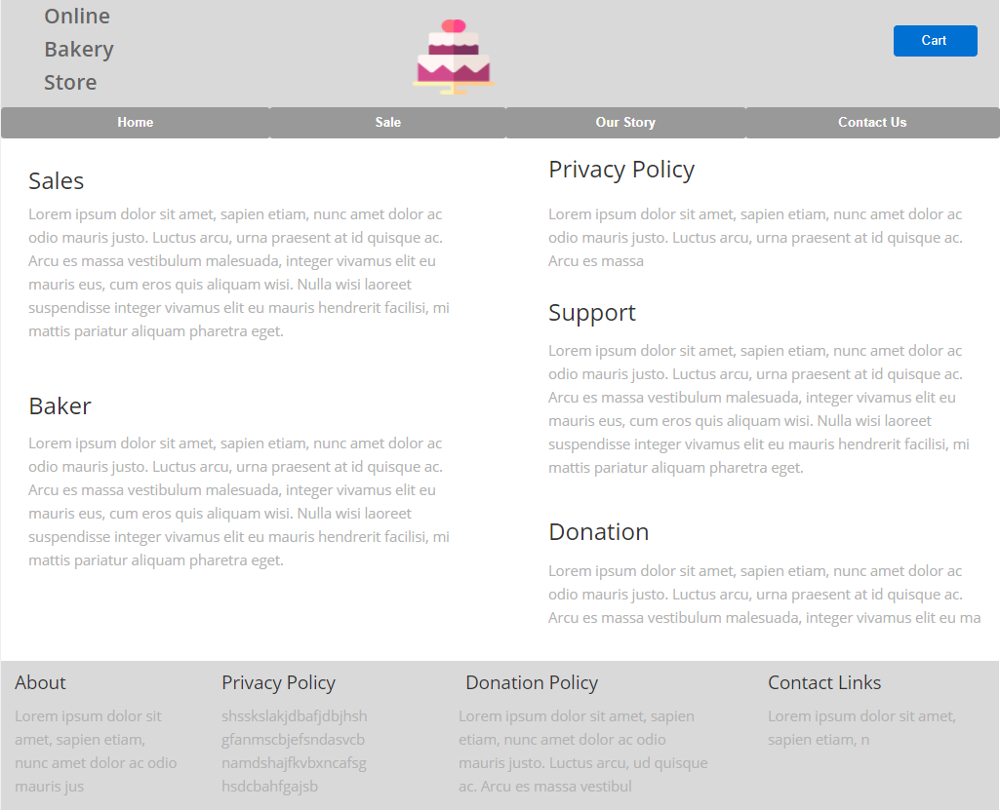 Online
Bakery
Store
Cart
Home
Sale
Our Story
Contact Us
Sales
Lorem ipsum dolor sit amet, sapien etiam, nunc amet dolor ac
odio mauris justo. Luctus arcu, urna praesent at id quisque ac.
Arcu es massa vestibulum malesuada, integer vivamus elit eu
mauris eus, cum eros quis aliquam wisi. Nulla wisi laoreet
suspendisse integer vivamus elit eu mauris hendrerit facilisi, mi
mattis pariatur aliquam pharetra eget.
Baker
Lorem ipsum dolor sit amet, sapien etiam, nunc amet dolor ac
odio mauris justo. Luctus arcu, urna praesent at id quisque ac.
Arcu es massa vestibulum malesuada, integer vivamus elit eu
mauris eus, cum eros quis aliquam wisi. Nulla wisi laoreet
suspendisse integer vivamus elit eu mauris hendrerit facilisi, mi
mattis pariatur aliquam pharetra eget.
Privacy Policy
Lorem ipsum dolor sit amet, sapien etiam, nunc amet dolor ac
odio mauris justo. Luctus arcu, urna praesent at id quisque ac.
Arcu es massa
Support
Lorem ipsum dolor sit amet, sapien etiam, nunc amet dolor ac
odio mauris justo. Luctus arcu, urna praesent at id quisque ac.
Arcu es massa vestibulum malesuada, integer vivamus elit eu
mauris eus, cum eros quis aliquam wisi. Nulla wisi laoreet
suspendisse integer vivamus elit eu mauris hendrerit facilisi, mi
mattis pariatur aliquam pharetra eget.
Donation
Lorem ipsum dolor sit amet, sapien etiam, nunc amet dolor ac
odio mauris justo. Luctus arcu, urna praesent at id quisque ac.
Arcu es massa vestibulum malesuada, integer vivamus elit eu ma
About
Lorem ipsum dolor sit
amet, sapien etiam,
nunc amet dolor ac odio
mauris jus
Privacy Policy
shsskslakjdbafjdbjhsh
gfanmscbjefsndasvcb
namdshajfkvbxncafsg
hsdcbahfgajsb
Donation Policy
Lorem ipsum dolor sit amet, sapien
etiam, nunc amet dolor ac odio
mauris justo. Luctus arcu, ud quisque
ac. Arcu es massa vestibul
Contact Links
Lorem ipsum dolor sit amet,
sapien etiam, n